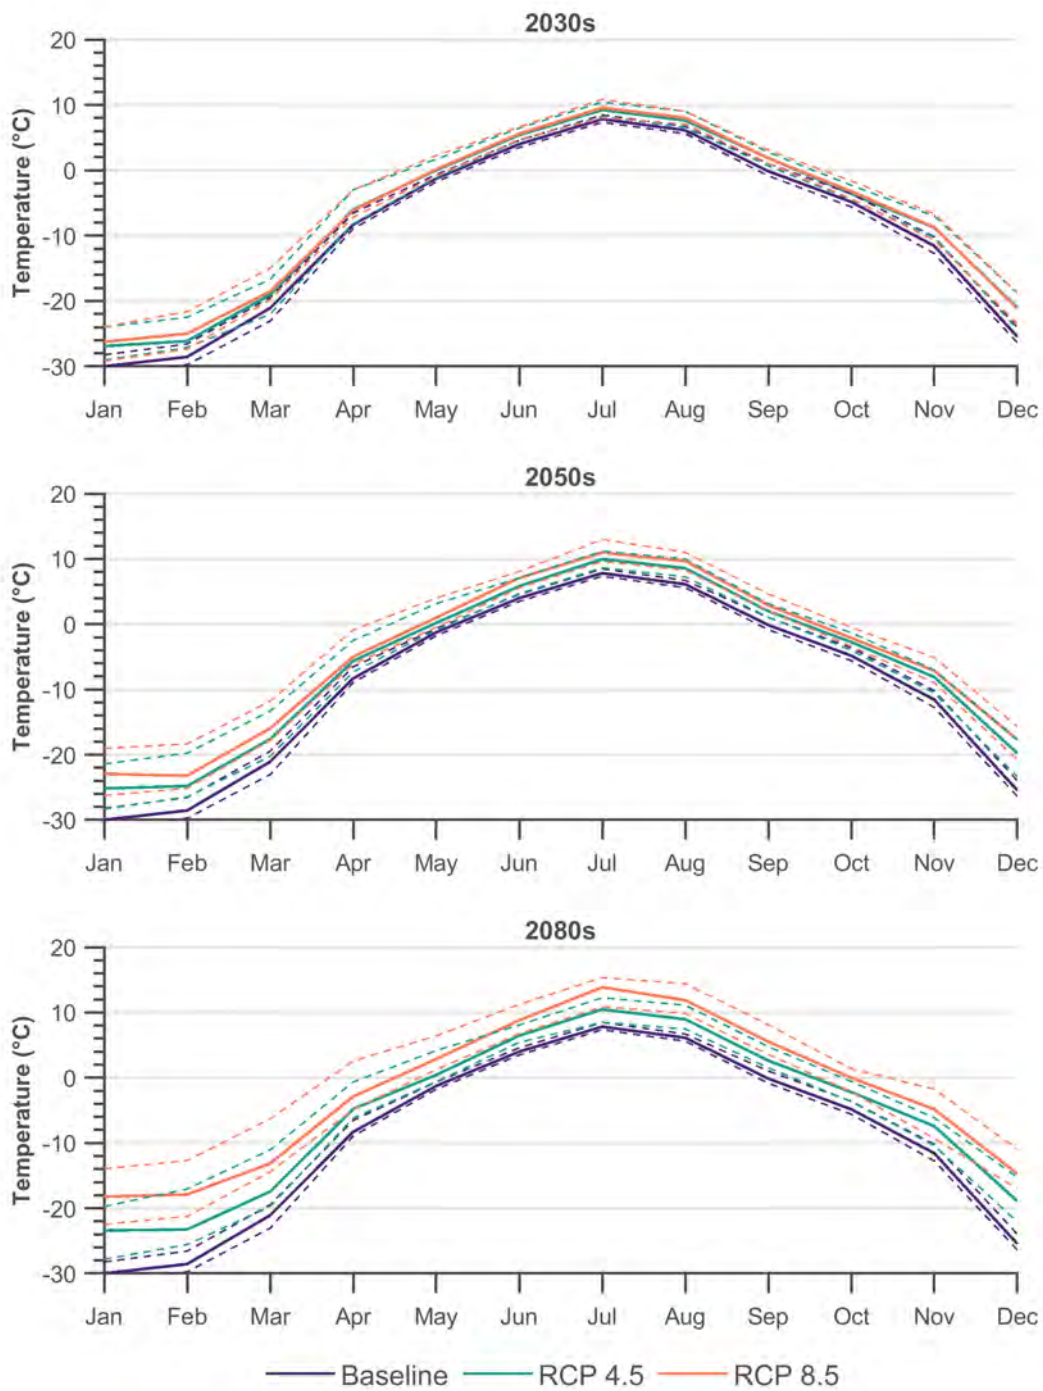 2030s
Temperature (°C)
20
10
0
-10
-20
-30
Jan Feb Mar Apr May Jun Jul Aug Sep Oct Nov Dec
2050s
Temperature (°C)
20
10
0
-10
-20
-30
Jan Feb Mar Apr May Jun Jul Aug Sep Oct Nov Dec
2080s
Temperature (°C)
20
10
0
-10
-20
-30
Jan Feb Mar Apr May Jun Jul Aug Sep Oct Nov Dec
Baseline RCP 4.5 RCP 8.5